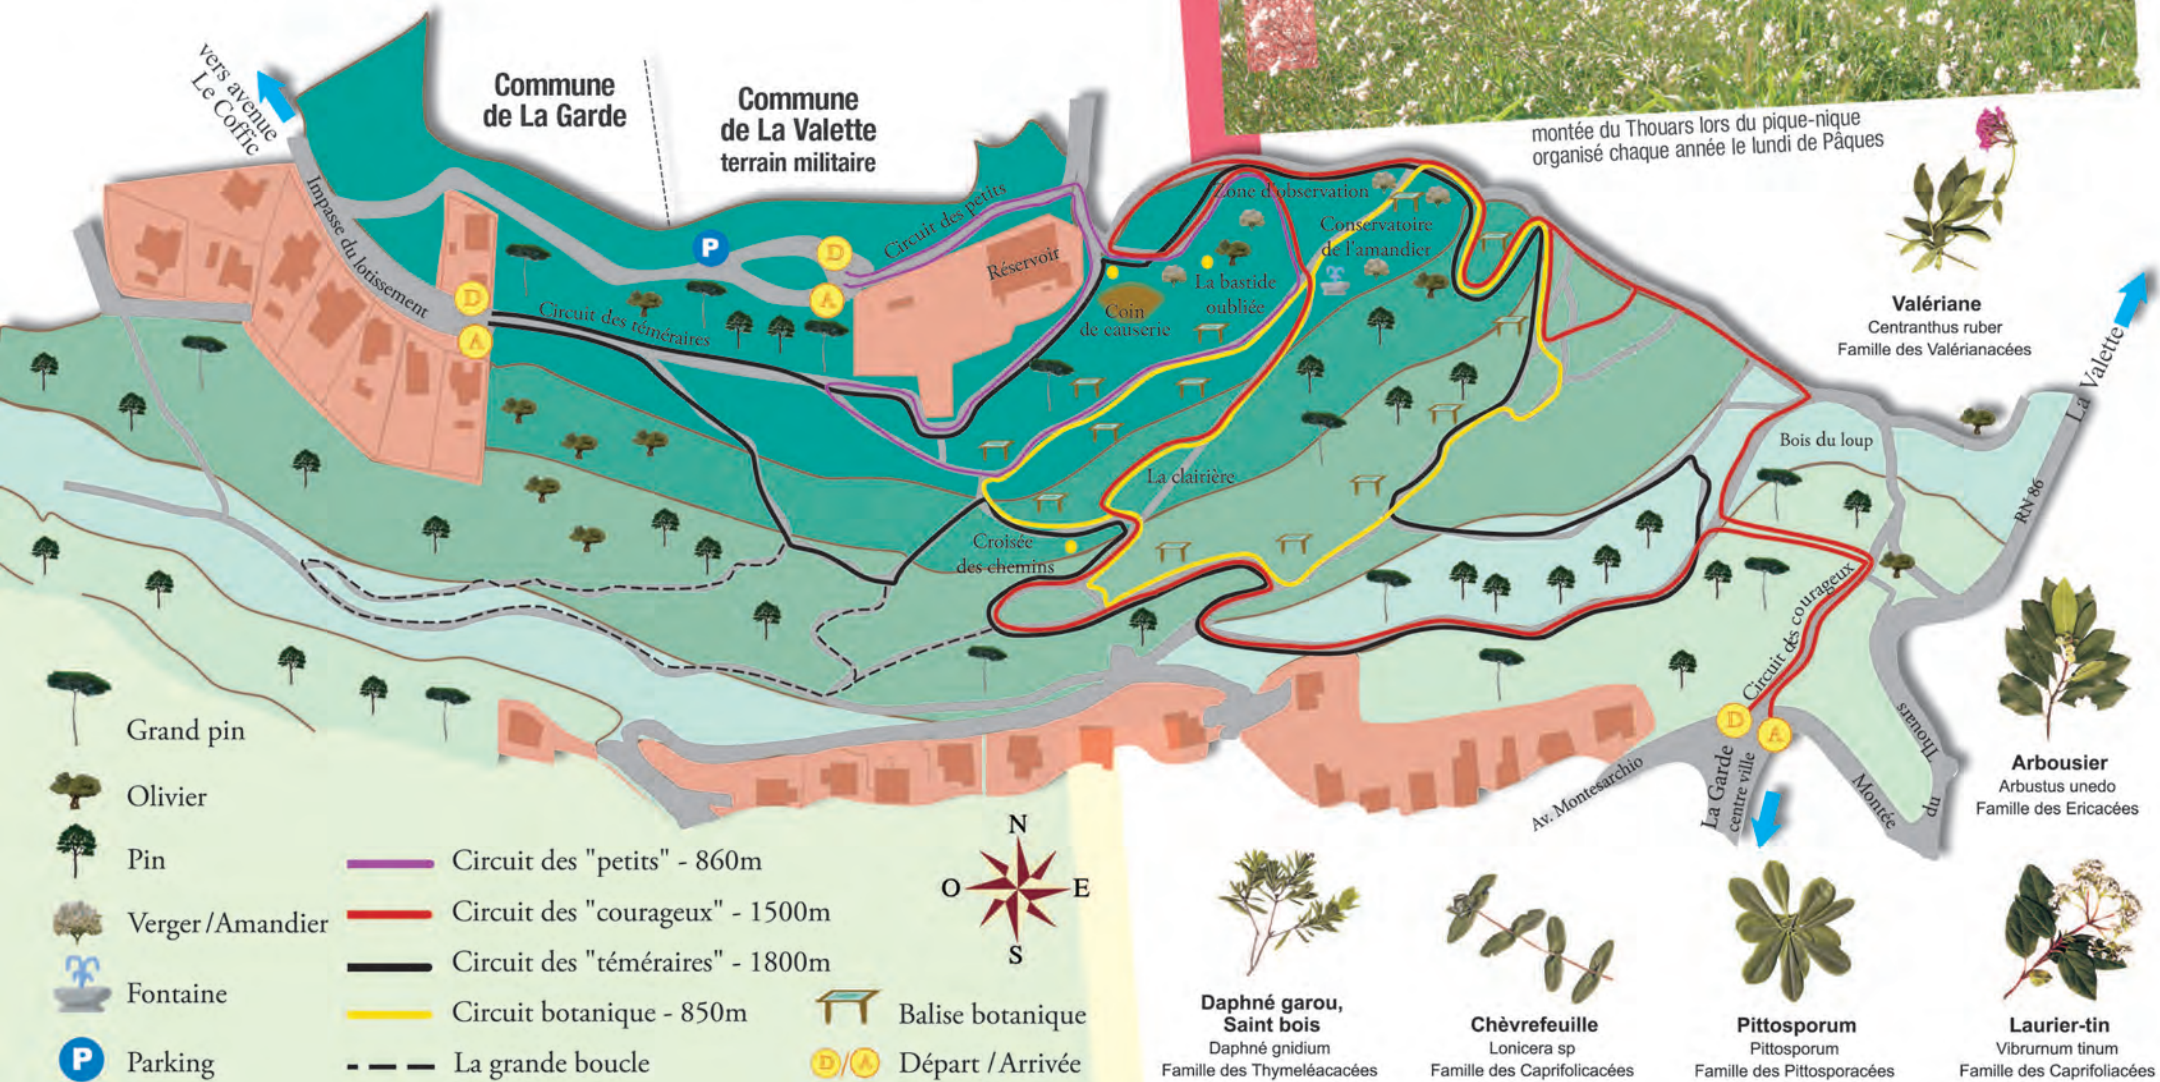 vers avenue
Le Coffic
Commune
de La Garde
Commune
de La Valette
terrain militaire
montée du Thouars lors du pique-nique
organisé chaque année le lundi de Pâques
Impasse du lotissement
P
D
A
D
A
Circuit des petits
Réservoir
Circuit des téméraires
Zone d'observation
Conservatoire
de l'amandier
La bastide
oubliée
Coin
de causerie
La clairière
Croisée
des chemins
Bois du loup
La Valette
RN 86
Circuit des courageux
D
A
Av. Montesarchio
La Garde
centre ville
Montée
du
Thouars
Valériane
Centranthus ruber
Famille des Valérianacées
Arbousier
Arbustus unedo
Famille des Ericacées
Grand pin
Olivier
Pin
Verger/Amandier
Fontaine
P
Parking
Circuit des "petits" - 860m
Circuit des "courageux" - 1500m
Circuit des "téméraires" - 1800m
Circuit botanique - 850m
La grande boucle
N
O
E
S
Balise botanique
D/A Départ/Arrivée
Daphné garou,
Saint bois
Daphné gnidium
Famille des Thymeléacacées
Chèvrefeuille
Lonicera sp
Famille des Caprifolicacées
Pittosporum
Pittosporum
Famille des Pittosporacées
Laurier-tin
Vibrurnum tinum
Famille des Caprifoliacées